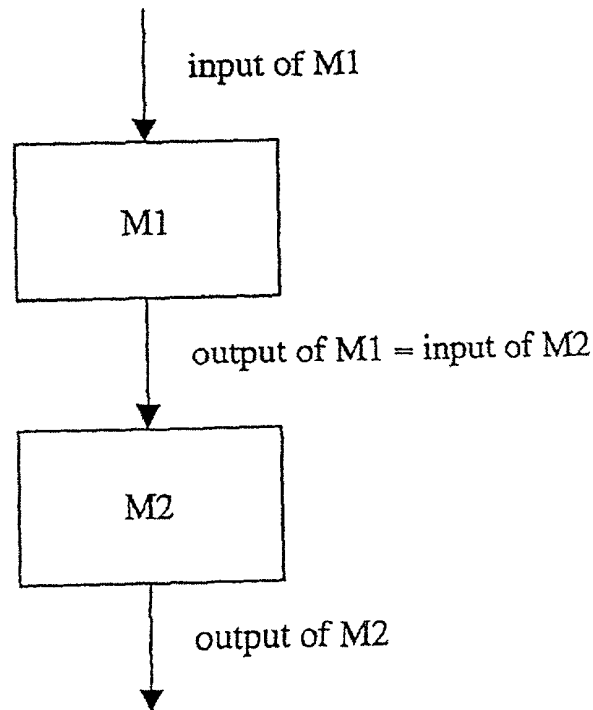 input of M1
M1
output of M1 = input of M2
M2
output of M2